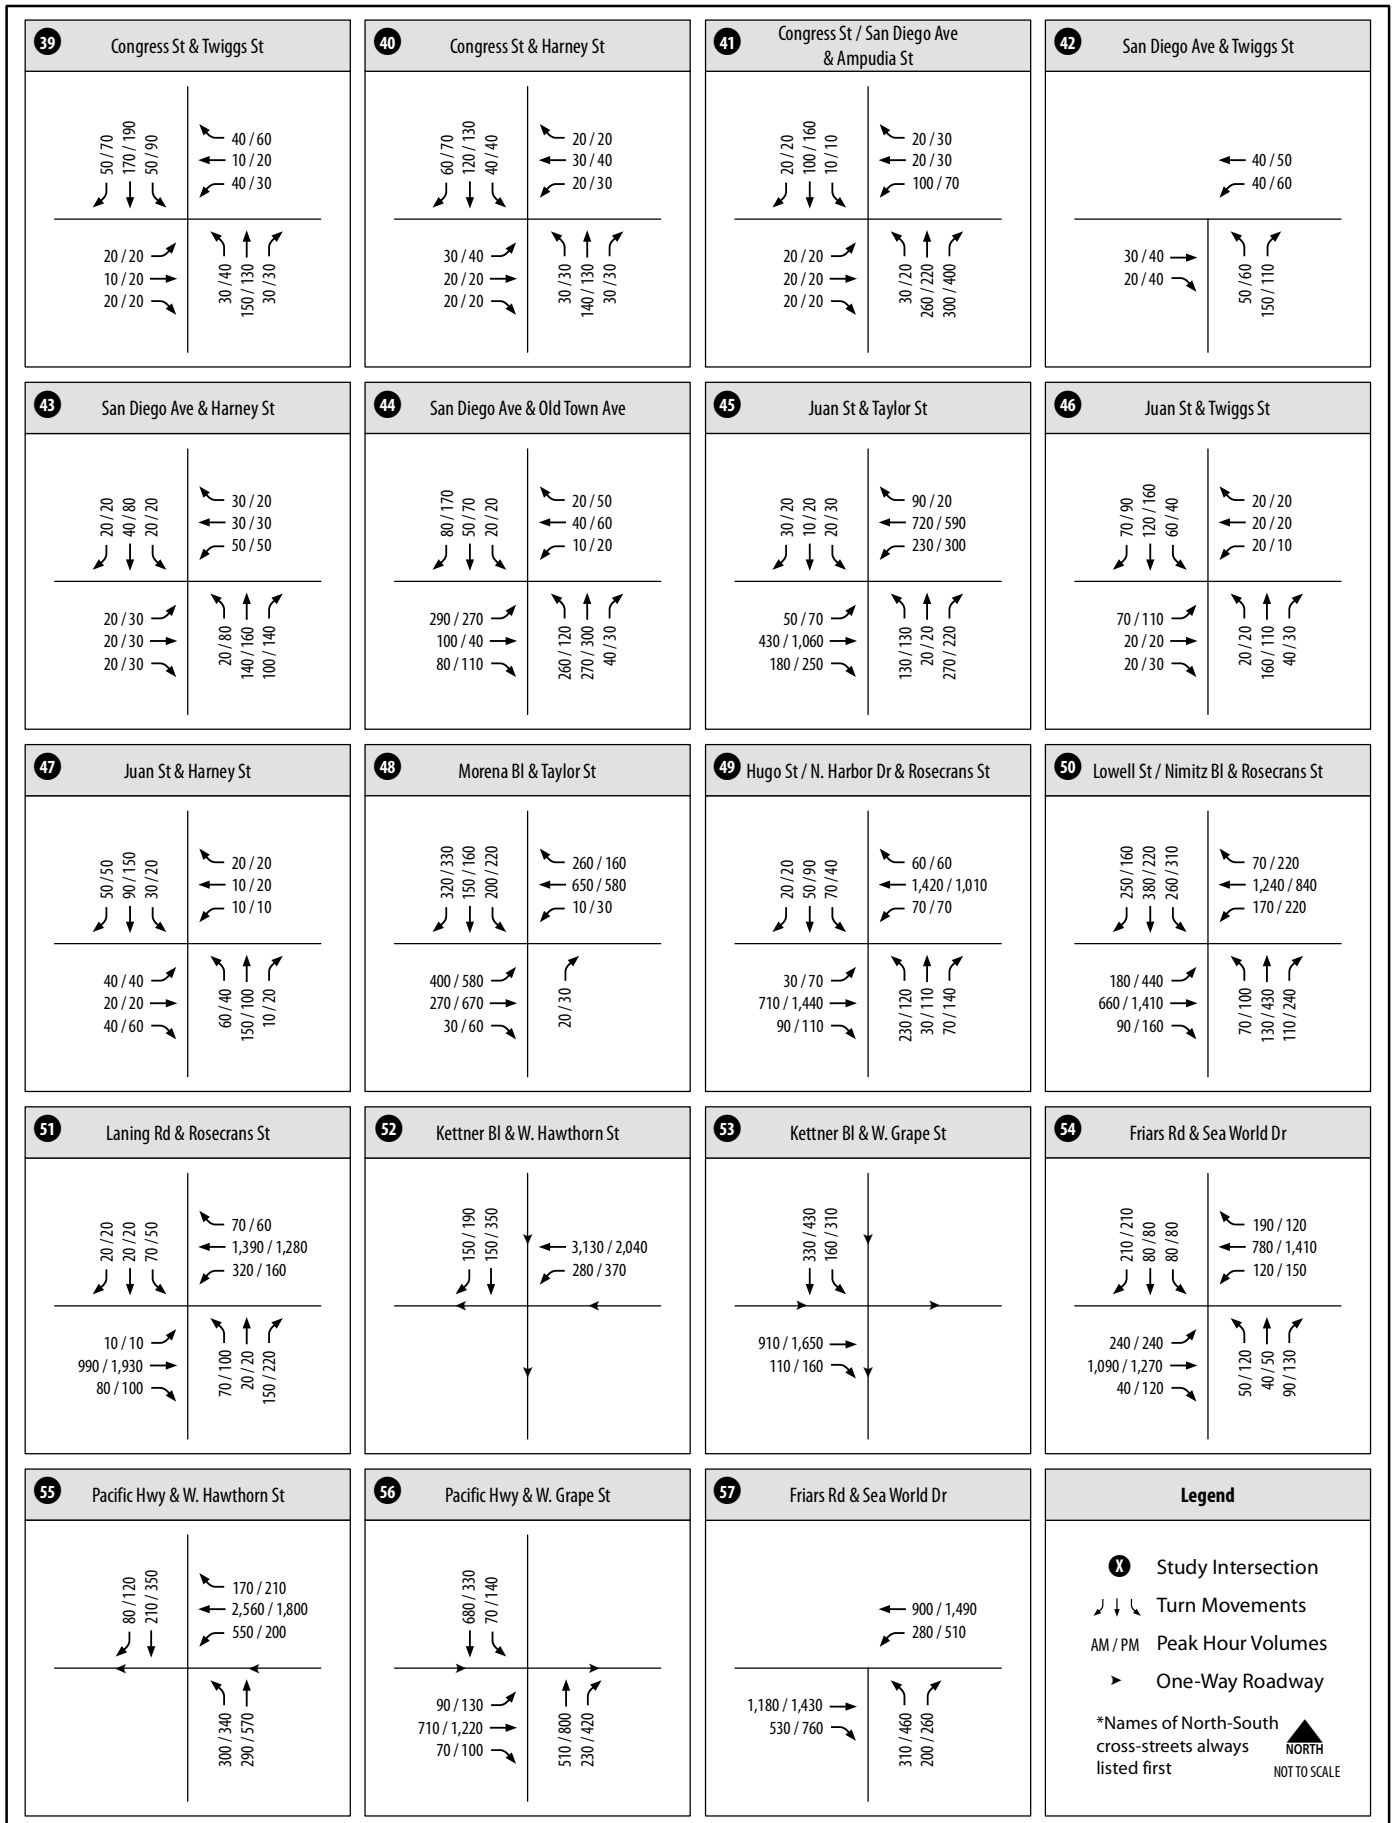 39
Congress St & Twiggs St
50 / 70
170 / 190
50 / 90
40 / 60
10 / 20
40 / 30
20 / 20
10 / 20
20 / 20
30 / 40
150 / 130
30 / 30
40
Congress St & Harney St
60 / 70
120 / 130
40 / 40
20 / 20
30 / 40
20 / 30
30 / 40
20 / 20
20 / 20
30 / 30
140 / 130
30 / 30
41
Congress St / San Diego Ave
& Ampudia St
20 / 20
100 / 160
10 / 10
20 / 30
20 / 30
100 / 70
20 / 20
20 / 20
20 / 20
30 / 20
260 / 220
300 / 400
42
San Diego Ave & Twiggs St
40 / 50
40 / 60
30 / 40
20 / 40
50 / 60
150 / 110
43
San Diego Ave & Harney St
20 / 20
40 / 80
20 / 20
30 / 20
30 / 30
50 / 50
20 / 30
20 / 30
20 / 30
20 / 80
140 / 160
100 / 140
44
San Diego Ave & Old Town Ave
80 / 170
50 / 70
20 / 20
20 / 50
40 / 60
10 / 20
290 / 270
100 / 40
80 / 110
260 / 120
270 / 300
40 / 30
45
Juan St & Taylor St
30 / 20
10 / 20
20 / 30
90 / 20
720 / 590
230 / 300
50 / 70
430 / 1,060
180 / 250
130 / 130
20 / 20
270 / 220
46
Juan St & Twiggs St
70 / 90
120 / 160
60 / 40
20 / 20
20 / 20
20 / 10
70 / 110
20 / 20
20 / 30
20 / 20
160 / 110
40 / 30
47
Juan St & Harney St
50 / 50
90 / 150
30 / 20
20 / 20
10 / 20
10 / 10
40 / 40
20 / 20
40 / 60
60 / 40
150 / 100
10 / 20
48
Morena Bl & Taylor St
320 / 330
150 / 160
200 / 220
260 / 160
650 / 580
10 / 30
400 / 580
270 / 670
30 / 60
20 / 30
49
Hugo St / N. Harbor Dr & Rosecrans St
20 / 20
50 / 90
70 / 40
60 / 60
1,420 / 1,010
70 / 70
30 / 70
710 / 1,440
90 / 110
230 / 120
30 / 110
70 / 140
50
Lowell St / Nimitz Bl & Rosecrans St
250 / 160
380 / 220
260 / 310
70 / 220
1,240 / 840
170 / 220
180 / 440
660 / 1,410
90 / 160
70 / 100
130 / 430
110 / 240
51
Laning Rd & Rosecrans St
20 / 20
20 / 20
70 / 50
70 / 60
1,390 / 1,280
320 / 160
10 / 10
990 / 1,930
80 / 100
70 / 100
20 / 20
150 / 220
52
Kettner Bl & W. Hawthorn St
150 / 190
150 / 350
3,130 / 2,040
280 / 370
53
Kettner Bl & W. Grape St
330 / 430
160 / 310
910 / 1,650
110 / 160
54
Friars Rd & Sea World Dr
210 / 210
80 / 80
80 / 80
190 / 120
780 / 1,410
120 / 150
240 / 240
1,090 / 1,270
40 / 120
50 / 120
40 / 50
90 / 130
55
Pacific Hwy & W. Hawthorn St
80 / 120
210 / 350
170 / 210
2,560 / 1,800
550 / 200
300 / 340
290 / 570
56
Pacific Hwy & W. Grape St
680 / 330
70 / 140
90 / 130
710 / 1,220
70 / 100
510 / 800
230 / 420
57
Friars Rd & Sea World Dr
900 / 1,490
280 / 510
1,180 / 1,430
530 / 760
310 / 460
200 / 260
Legend
X Study Intersection
Turn Movements
AM / PM Peak Hour Volumes
One-Way Roadway
*Names of North-South
cross-streets always
listed first
NORTH
NOT TO SCALE